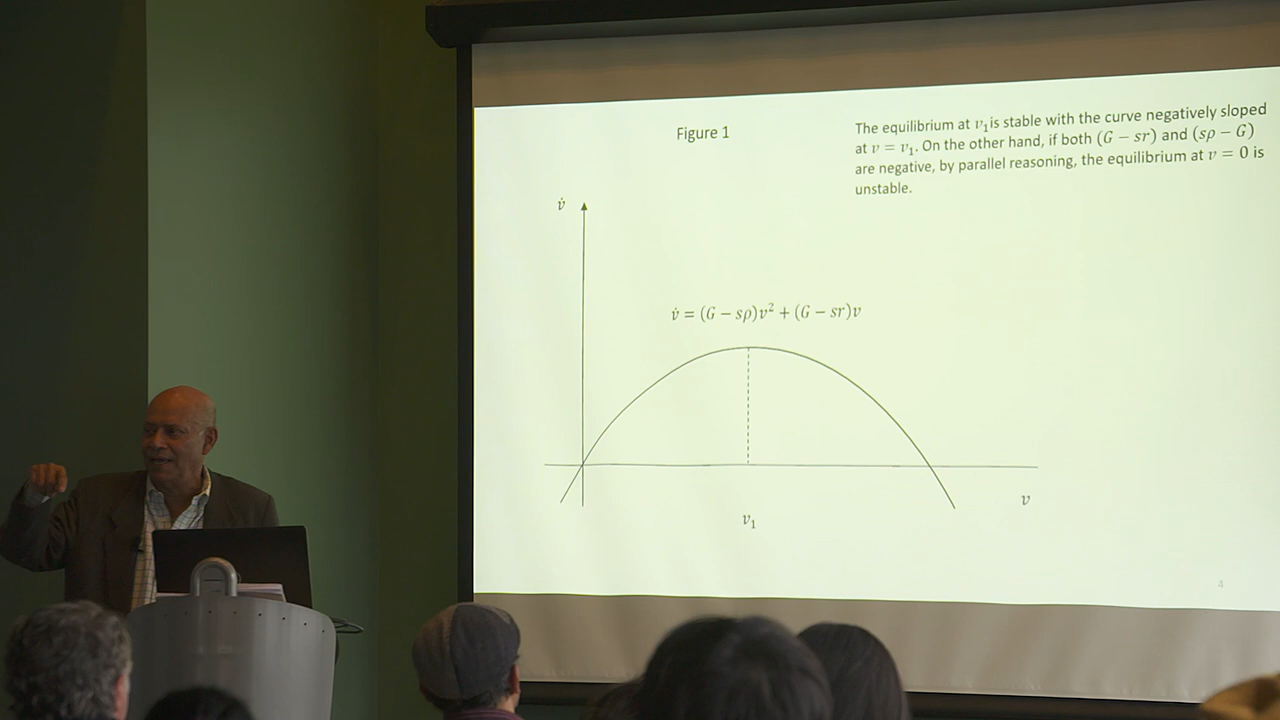 Figure 1
The equilibrium at v₁ is stable with the curve negatively sloped
at v = v₁. On the other hand, if both (G − sr) and (sρ − G)
are negative, by parallel reasoning, the equilibrium at v = 0 is
unstable.
v̇
v̇ = (G − sρ)v² + (G − sr)v
v
v₁
4